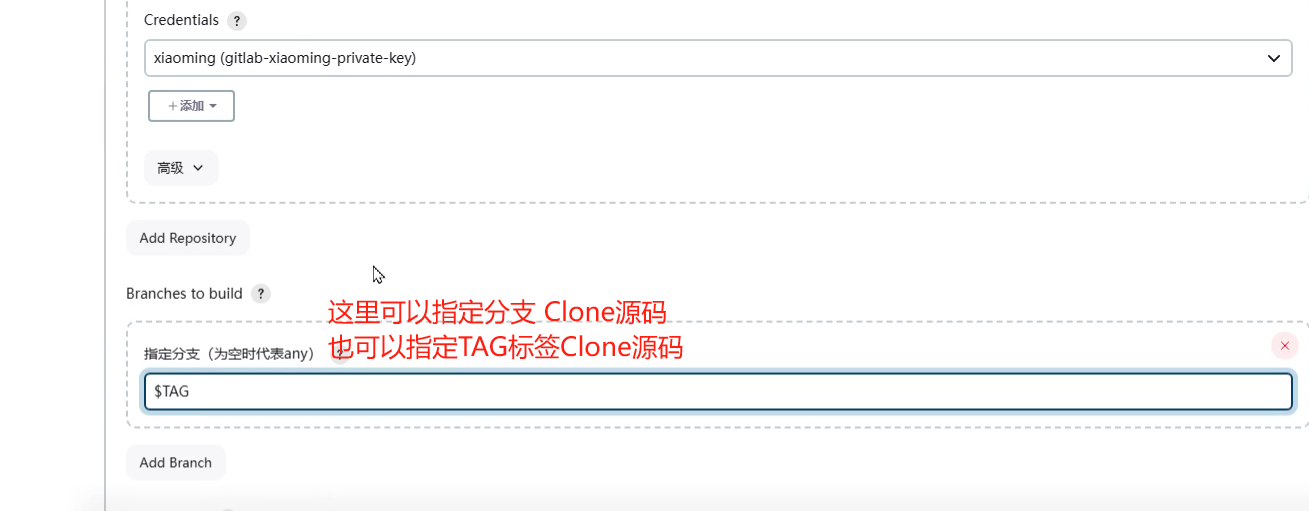 Credentials ?
xiaoming (gitlab-xiaoming-private-key)
+ 添加
高级
Add Repository
Branches to build ?
这里可以指定分支 Clone源码
也可以指定TAG标签Clone源码
指定分支（为空时代表any） ?
$TAG
Add Branch